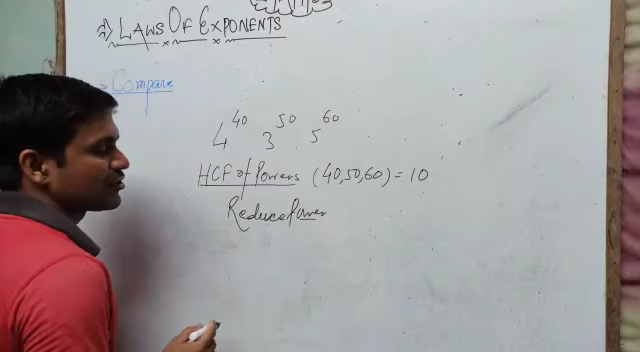 LAWS OF EXPONENTS
Compare
4^40 3^50 5^60
HCF of Powers (40,50,60) = 10
Reduce Power